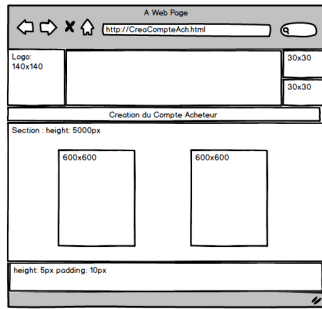 A Web Page
http://CreaCompteAch.html
Logo:
140x140
30x30
30x30
Creation du Compte Acheteur
Section : height: 5000px
600x600
600x600
height: 5px padding: 10px